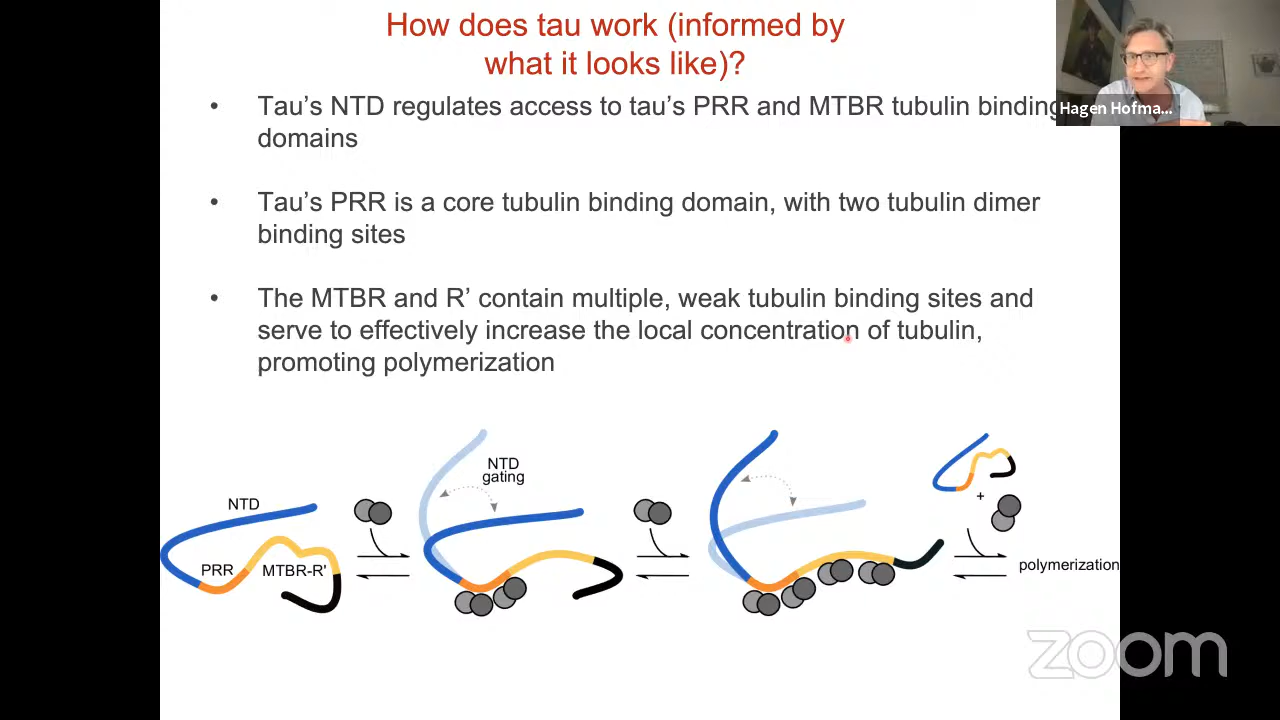 How does tau work (informed by
what it looks like)?
Hagen Hofma...
• Tau's NTD regulates access to tau's PRR and MTBR tubulin binding
domains
• Tau's PRR is a core tubulin binding domain, with two tubulin dimer
binding sites
• The MTBR and R' contain multiple, weak tubulin binding sites and
serve to effectively increase the local concentration of tubulin,
promoting polymerization
NTD
PRR
MTBR-R'
NTD
gating
+
polymerization
zoom